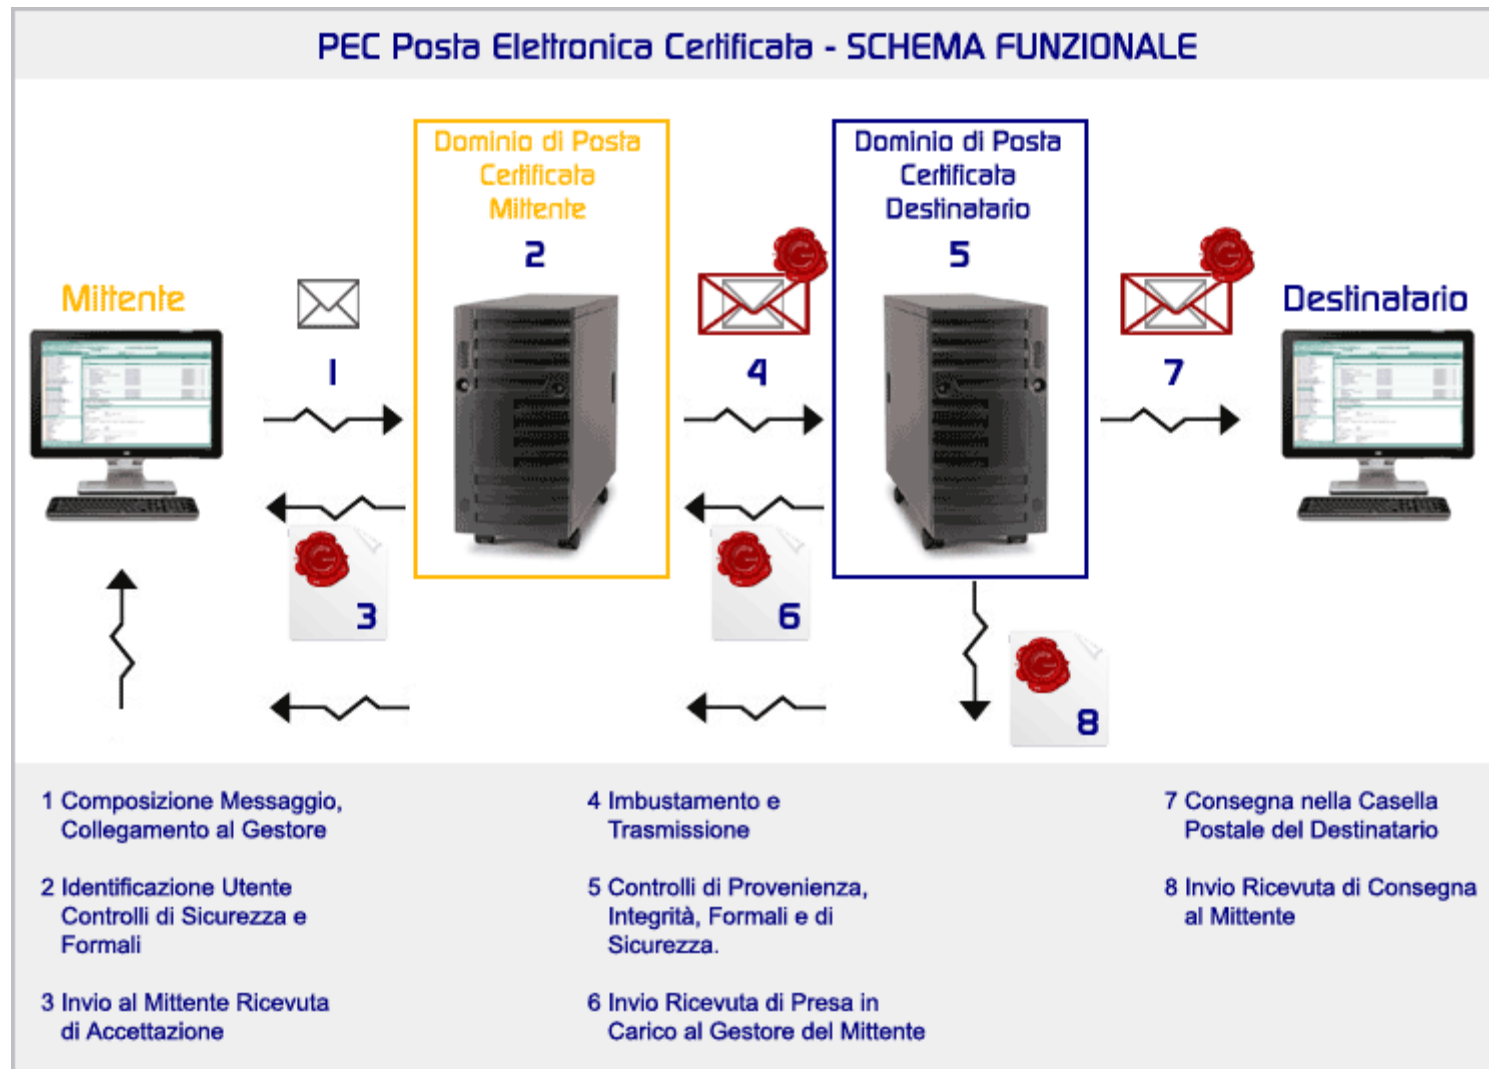 PEC Posta Elettronica Certificata - SCHEMA FUNZIONALE
Dominio di Posta
Certificata
Mittente
2
Dominio di Posta
Certificata
Destinatario
5
Mittente
Destinatario
1
4
7
3
6
8
1 Composizione Messaggio,
Collegamento al Gestore
2 Identificazione Utente
Controlli di Sicurezza e
Formali
3 Invio al Mittente Ricevuta
di Accettazione
4 Imbustamento e
Trasmissione
5 Controlli di Provenienza,
Integrità, Formali e di
Sicurezza.
6 Invio Ricevuta di Presa in
Carico al Gestore del Mittente
7 Consegna nella Casella
Postale del Destinatario
8 Invio Ricevuta di Consegna
al Mittente